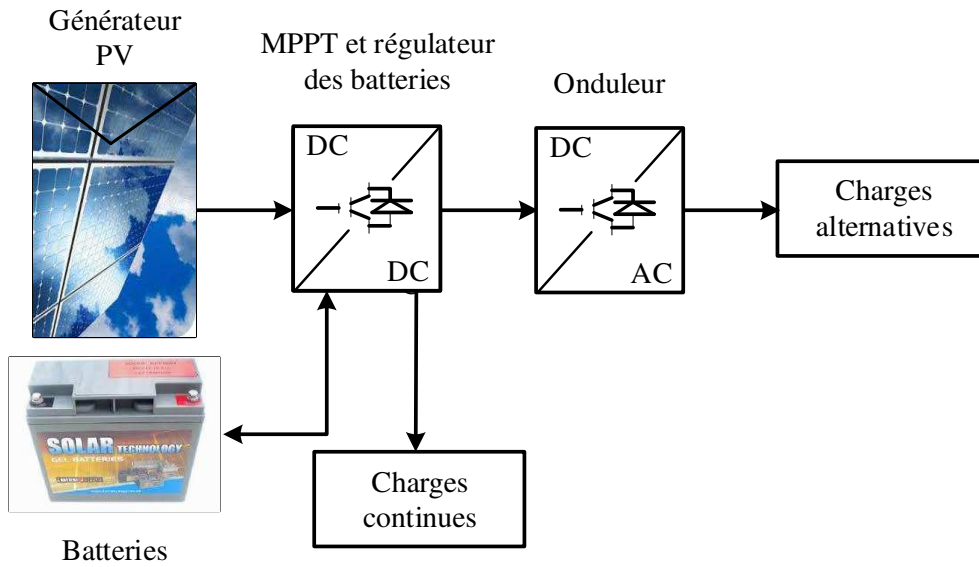 Générateur
PV
MPPT et régulateur
des batteries
Onduleur
DC
DC
DC
AC
Charges
alternatives
SOLAR TECHNOLOGY
GEL BATTERIES
Charges
continues
Batteries